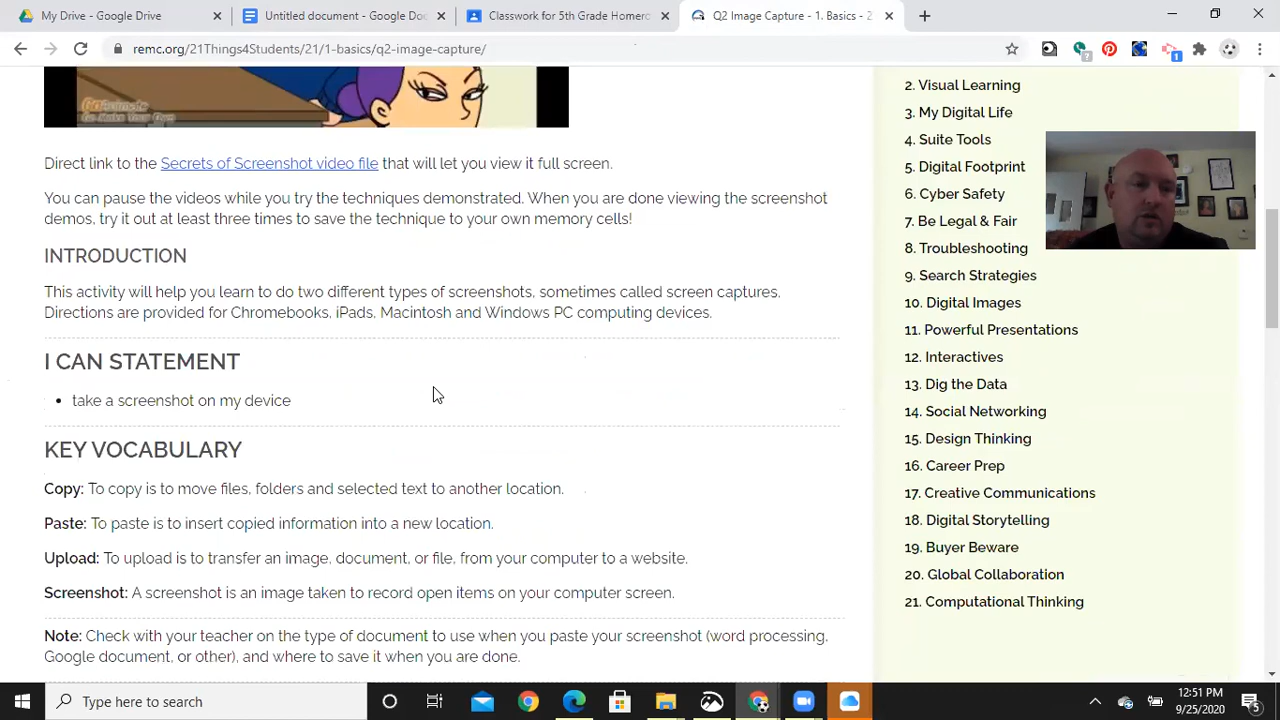 My Drive - Google Drive
Untitled document - Google Doc
Classwork for 5th Grade Homero
Q2 Image Capture - 1. Basics - 2
remc.org/21Things4Students/21/1-basics/q2-image-capture/
GoAnimate
Go Make Your Own
Direct link to the Secrets of Screenshot video file that will let you view it full screen.
You can pause the videos while you try the techniques demonstrated. When you are done viewing the screenshot
demos, try it out at least three times to save the technique to your own memory cells!
INTRODUCTION
This activity will help you learn to do two different types of screenshots, sometimes called screen captures.
Directions are provided for Chromebooks, iPads, Macintosh and Windows PC computing devices.
I CAN STATEMENT
• take a screenshot on my device
KEY VOCABULARY
Copy: To copy is to move files, folders and selected text to another location.
Paste: To paste is to insert copied information into a new location.
Upload: To upload is to transfer an image, document, or file, from your computer to a website.
Screenshot: A screenshot is an image taken to record open items on your computer screen.
Note: Check with your teacher on the type of document to use when you paste your screenshot (word processing,
Google document, or other), and where to save it when you are done.
2. Visual Learning
3. My Digital Life
4. Suite Tools
5. Digital Footprint
6. Cyber Safety
7. Be Legal & Fair
8. Troubleshooting
9. Search Strategies
10. Digital Images
11. Powerful Presentations
12. Interactives
13. Dig the Data
14. Social Networking
15. Design Thinking
16. Career Prep
17. Creative Communications
18. Digital Storytelling
19. Buyer Beware
20. Global Collaboration
21. Computational Thinking
Type here to search
12:51 PM
9/25/2020
5